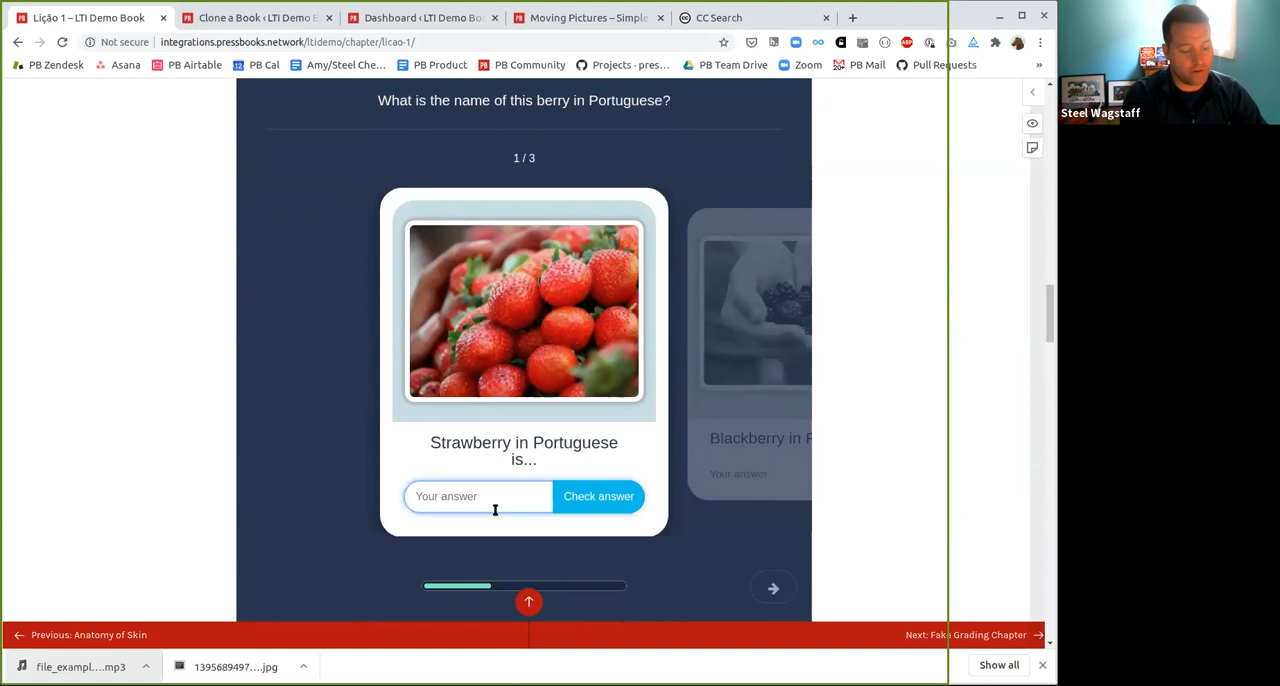 Lição 1 – LTI Demo Book
Clone a Book ‹ LTI Demo E
Dashboard ‹ LTI Demo Boo
Moving Pictures – Simple
CC Search
Not secure
integrations.pressbooks.network/ltidemo/chapter/licao-1/
PB Zendesk
Asana
PB Airtable
PB Cal
Amy/Steel Che...
PB Product
PB Community
Projects · pres...
PB Team Drive
Zoom
PB Mail
Pull Requests
»
Steel Wagstaff
What is the name of this berry in Portuguese?
1 / 3
Strawberry in Portuguese
is...
Your answer
Check answer
Blackberry in P
Your answer
Previous: Anatomy of Skin
Next: Fake Grading Chapter
file_exampl....mp3
1395689497....jpg
Show all